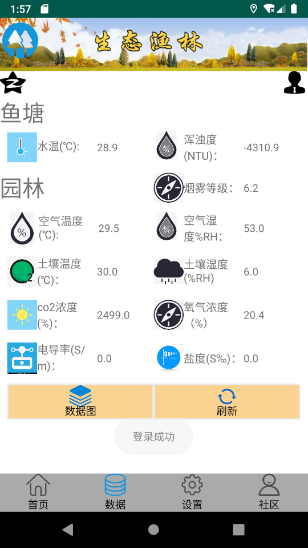 1:57
生态渔林
鱼塘
水温(℃): 28.9
浑浊度(NTU): -4310.9
园林
烟雾等级: 6.2
空气温度(℃): 29.5
空气湿度%RH: 53.0
土壤温度(℃): 30.0
土壤湿度(%RH) 6.0
co2浓度(%): 2499.0
氧气浓度(%) 20.4
电导率(S/m): 0.0
盐度(S‰): 0.0
数据图
刷新
登录成功
首页
数据
设置
社区